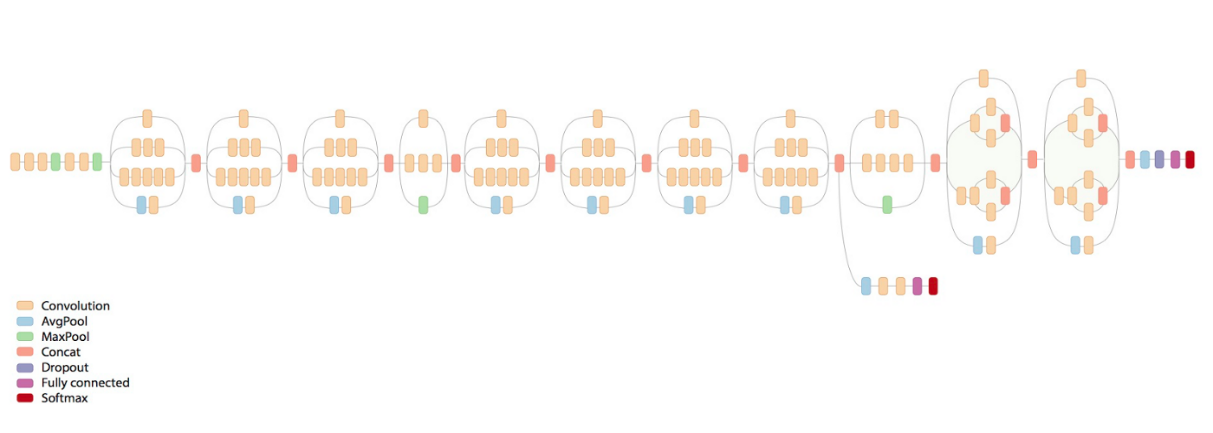 Convolution
AvgPool
MaxPool
Concat
Dropout
Fully connected
Softmax